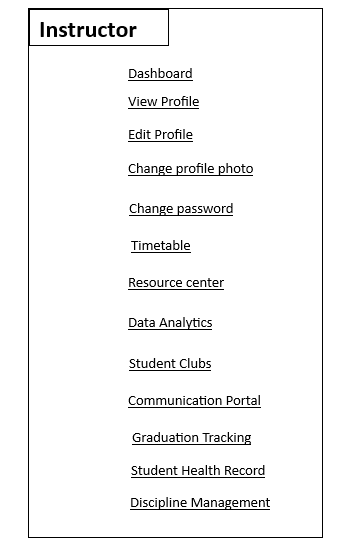 Instructor
Dashboard
View Profile
Edit Profile
Change profile photo
Change password
Timetable
Resource center
Data Analytics
Student Clubs
Communication Portal
Graduation Tracking
Student Health Record
Discipline Management